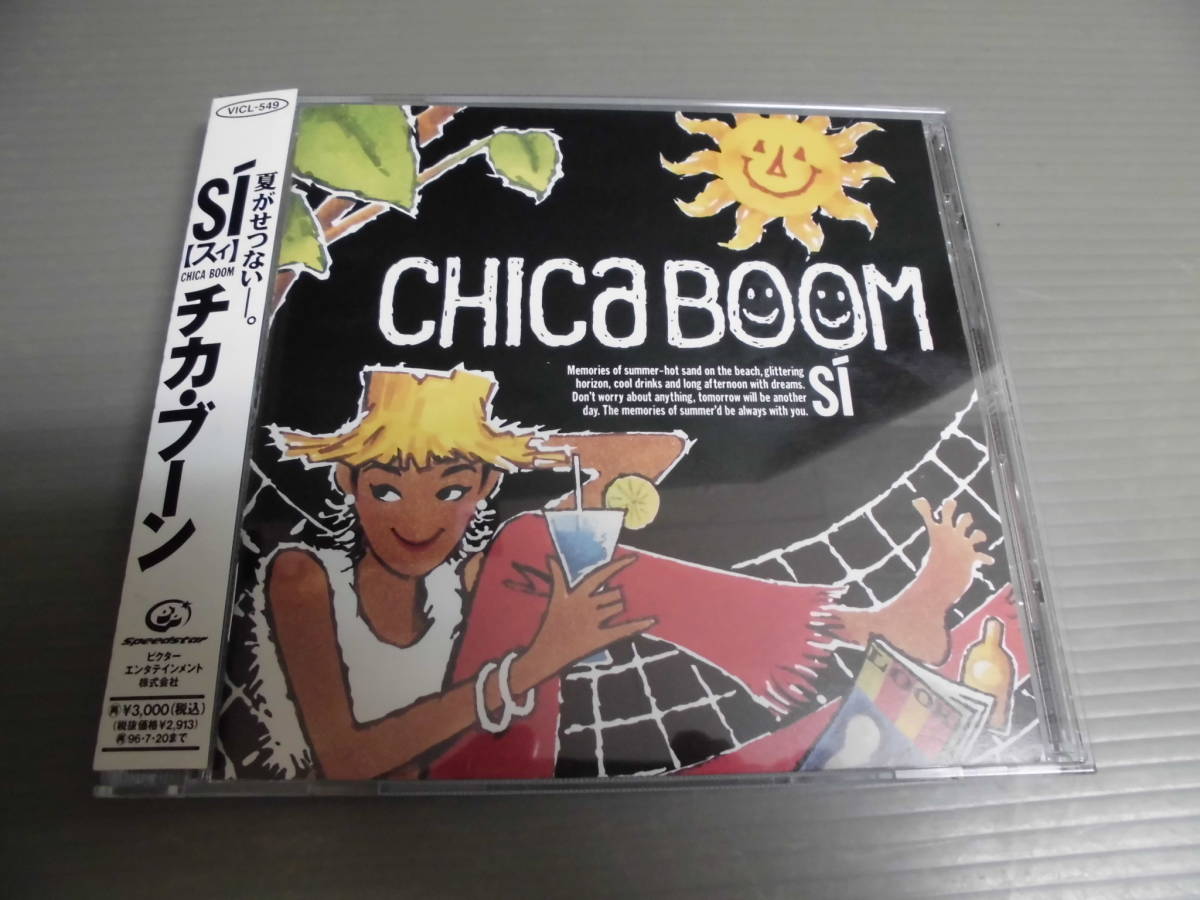 VICL-549
夏がせつない—。
SÍ
【スィ】
CHICA BOOM
チカ・ブーン
Speedstar
ビクター
エンタテインメント
株式会社
再¥3,000(税込)
(税抜価格¥2,913)
再96・7・20まで
CHICa BOOM
Memories of summer-hot sand on the beach, glittering
horizon, cool drinks and long afternoon with dreams.
Don't worry about anything, tomorrow will be another
day. The memories of summer'd be always with you.
SÍ
LOOK